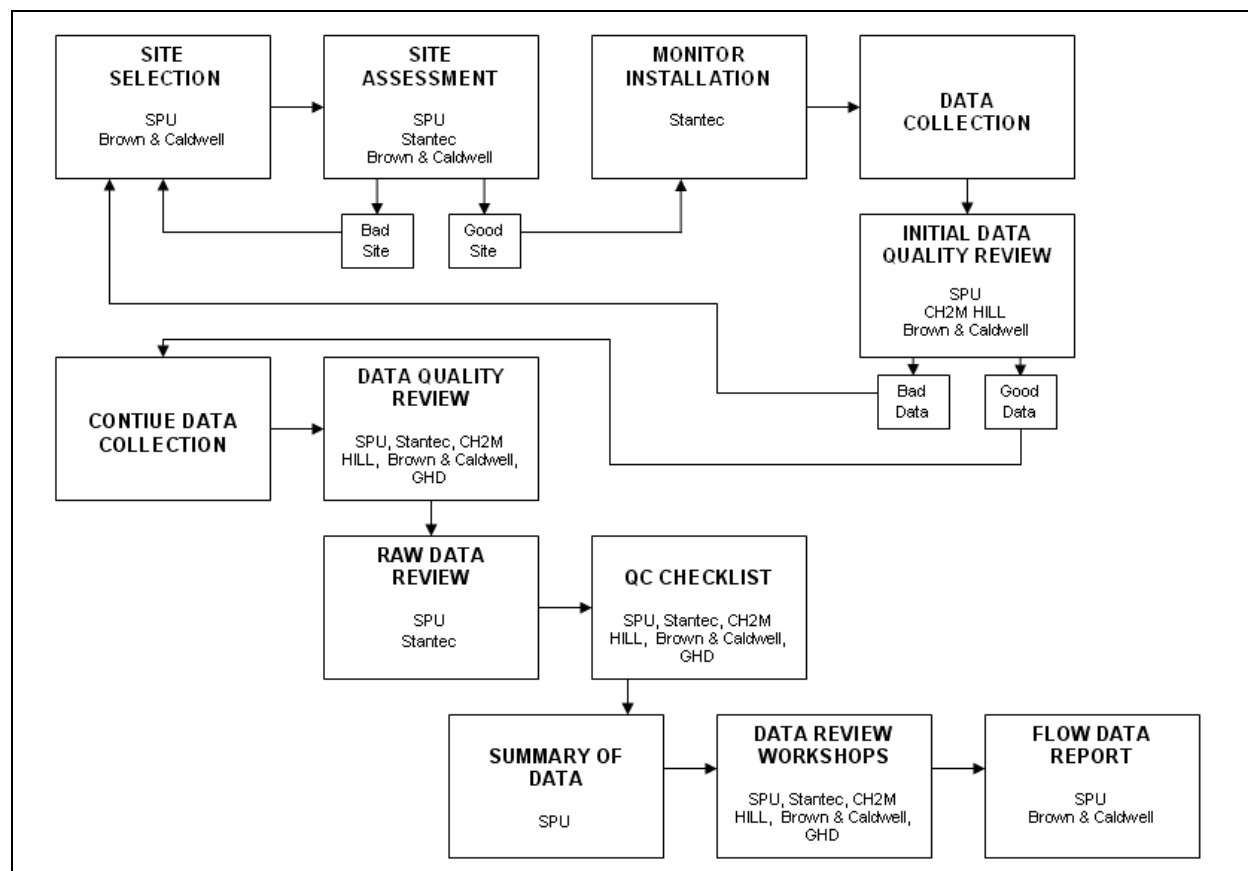 SITE
SELECTION
SPU
Brown & Caldwell
SITE
ASSESSMENT
SPU
Stantec
Brown & Caldwell
MONITOR
INSTALLATION
Stantec
DATA
COLLECTION
Bad
Site
Good
Site
INITIAL DATA
QUALITY REVIEW
SPU
CH2M HILL
Brown & Caldwell
Bad
Data
Good
Data
CONTIUE DATA
COLLECTION
DATA QUALITY
REVIEW
SPU, Stantec, CH2M
HILL, Brown & Caldwell,
GHD
RAW DATA
REVIEW
SPU
Stantec
QC CHECKLIST
SPU, Stantec, CH2M
HILL, Brown & Caldwell,
GHD
SUMMARY OF
DATA
SPU
DATA REVIEW
WORKSHOPS
SPU, Stantec, CH2M
HILL, Brown & Caldwell,
GHD
FLOW DATA
REPORT
SPU
Brown & Caldwell